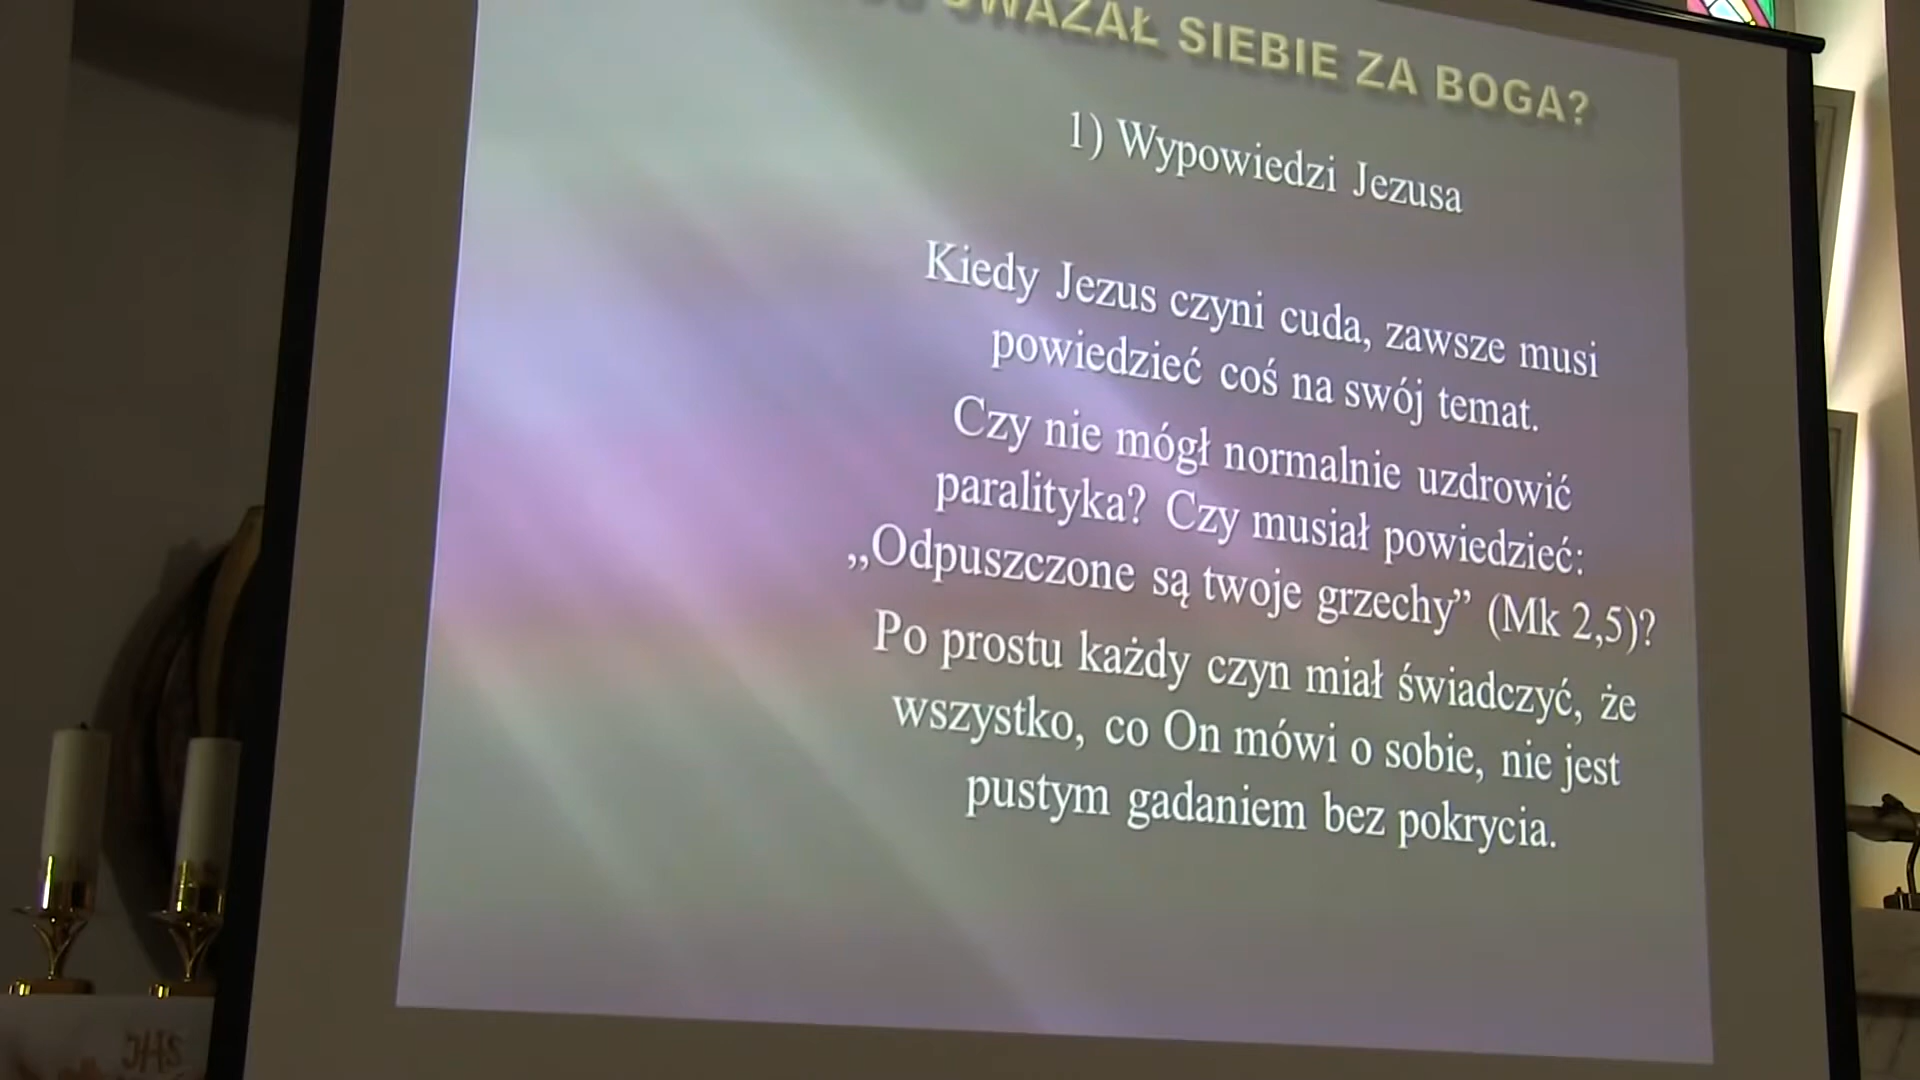 SIEBIE ZA BOGA?
1) Wypowiedzi Jezusa
Kiedy Jezus czyni cuda, zawsze musi
powiedzieć coś na swój temat.
Czy nie mógł normalnie uzdrowić
paralityka? Czy musiał powiedzieć:
„Odpuszczone są twoje grzechy” (Mk 2,5)?
Po prostu każdy czyn miał świadczyć, że
wszystko, co On mówi o sobie, nie jest
pustym gadaniem bez pokrycia.
JHS